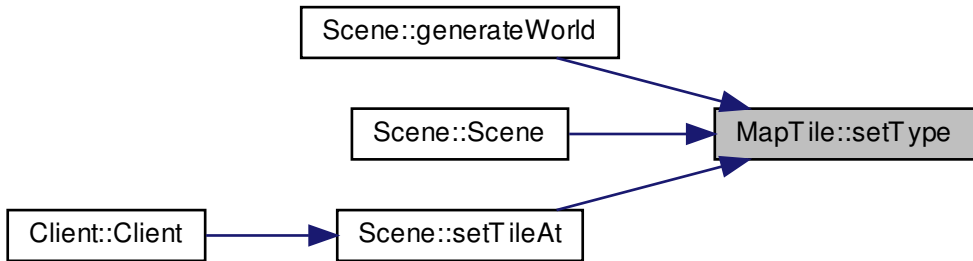 Scene::generateWorld
Scene::Scene
MapTile::setType
Client::Client
Scene::setTileAt